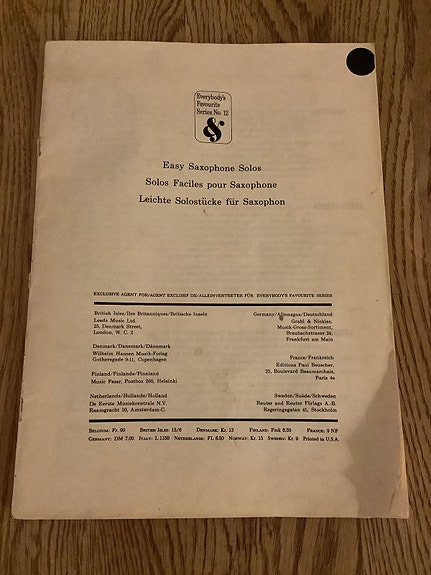 Everybody's
Favourite
Series No. 12
&
Easy Saxophone Solos
Solos Faciles pour Saxophone
Leichte Solostücke für Saxophon
EXCLUSIVE AGENT FOR/AGENT EXCLUSIF DE/ALLEINVERTRETER FÜR EVERYBODY'S FAVOURITE SERIES
British Isles/Iles Britanniques/Britische Inseln
Leeds Music Ltd.
25, Denmark Street,
London, W. C. 2
Denmark/Danemark/Dänemark
Wilhelm Hansen Musik-Forlag
Gothersgade 9-11, Copenhagen
Finland/Finlande/Finnland
Music Fazer, Postbox 260, Helsinki
Netherlands/Hollande/Holland
De Eerste Muziekcentrale N.V.
Raamgracht 10, Amsterdam-C.
Germany/Allemagne/Deutschland
Grahl & Nicklas,
Musik-Gross-Sortiment,
Braubachstrasse 24,
Frankfurt am Main
France/Frankreich
Editions Paul Beuscher,
25, Boulevard Beaumarchais,
Paris 4e
Sweden/Suède/Schweden
Reuter and Reuter Förlags A.-B.
Regeringsgatan 45, Stockholm
BELGIUM: Fr. 90 BRITISH ISLES: 12/6 DENMARK: Kr. 13 FINLAND: Fink 6.50 FRANCE: 9 NF
GERMANY: DM 7.00 ITALY: L 1150 NETHERLANDS: FL 6.50 NORWAY: Kr. 13 SWEDEN: Kr. 9 Printed in U.S.A.